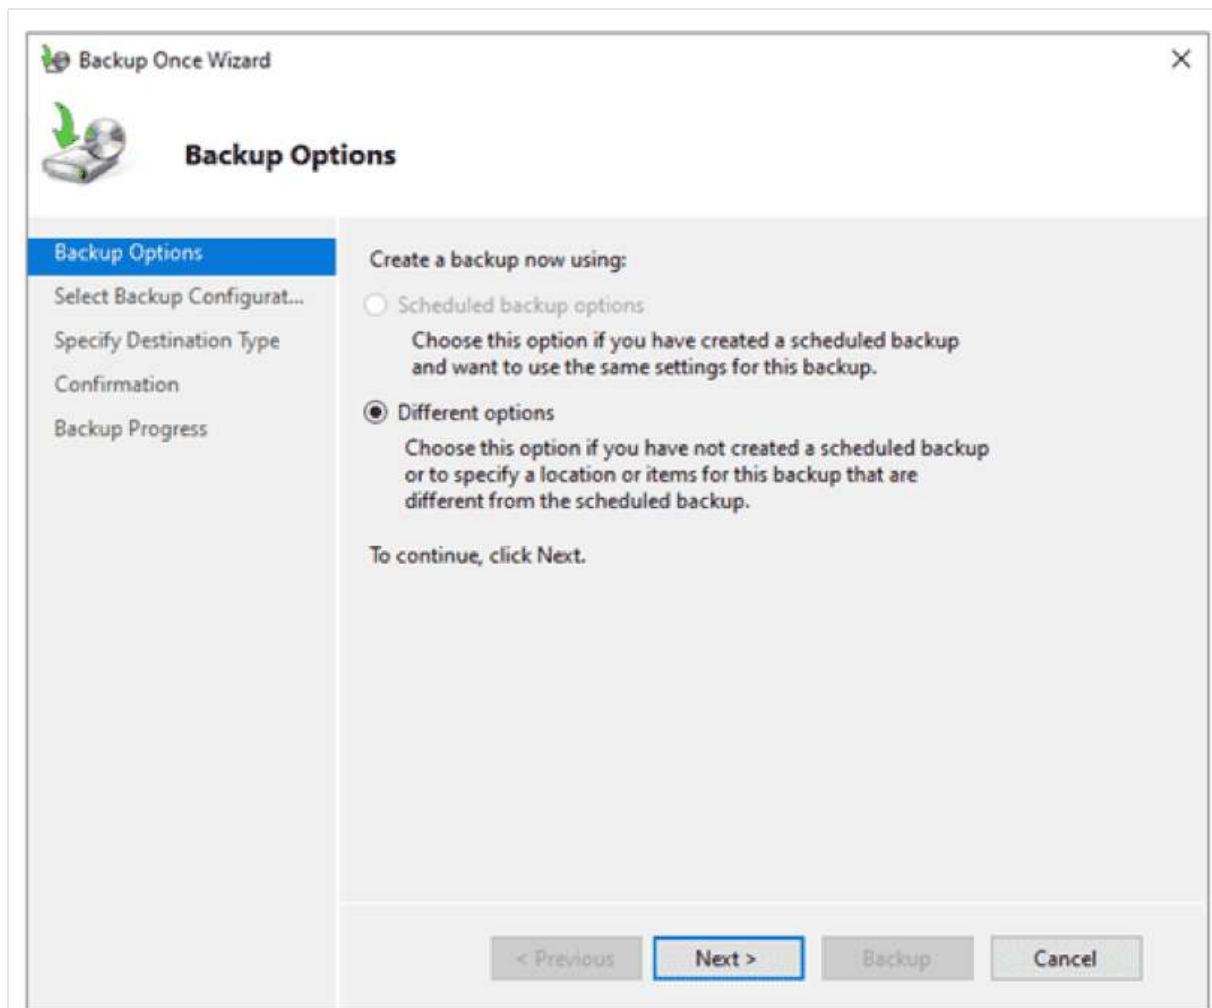 Backup Once Wizard
Backup Options
Backup Options
Select Backup Configurat...
Specify Destination Type
Confirmation
Backup Progress
Create a backup now using:
Scheduled backup options
Choose this option if you have created a scheduled backup
and want to use the same settings for this backup.
Different options
Choose this option if you have not created a scheduled backup
or to specify a location or items for this backup that are
different from the scheduled backup.
To continue, click Next.
< Previous
Next >
Backup
Cancel